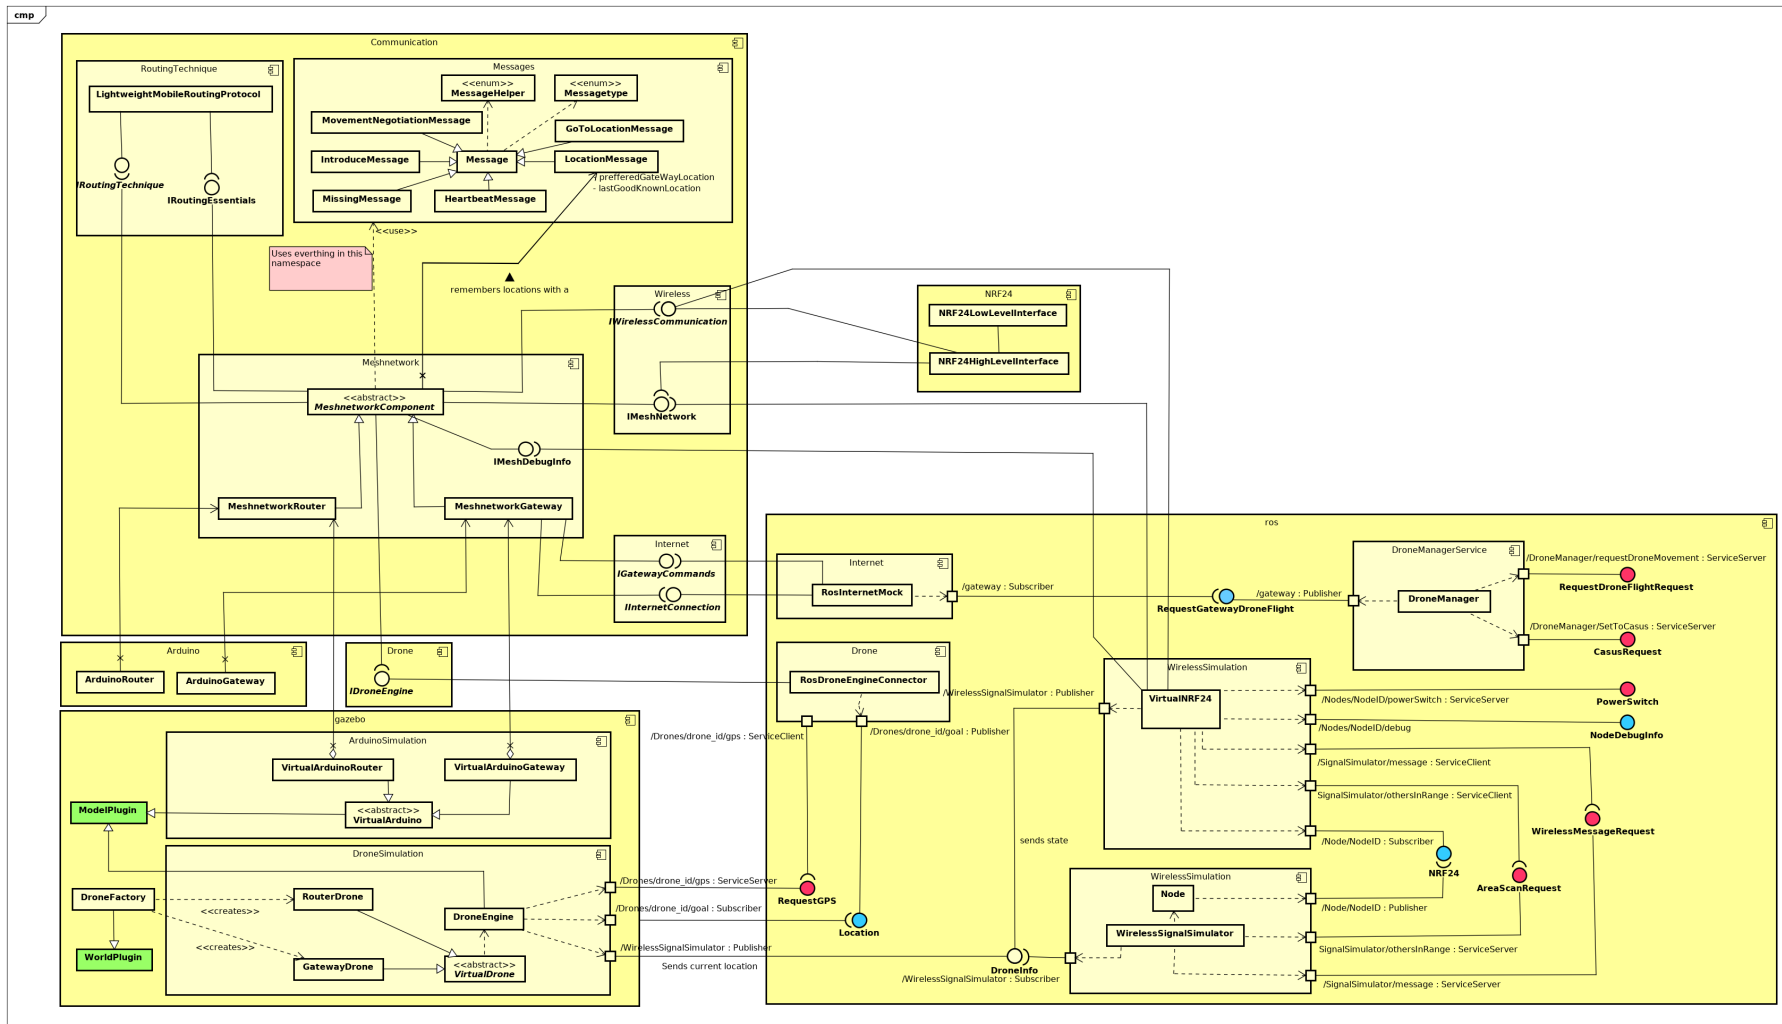 cmp
Communication
RoutingTechnique
LightweightMobileRoutingProtocol
IRoutingTechnique
IRoutingEssentials
Messages
<<enum>>
MessageHelper
<<enum>>
Messagetype
MovementNegotiationMessage
GoToLocationMessage
IntroduceMessage
Message
LocationMessage
- prefferedGateWayLocation
- lastGoodKnownLocation
MissingMessage
HeartbeatMessage
<<use>>
Uses everthing in this
namespace
remembers locations with a
Wireless
IWirelessCommunication
IMeshNetwork
NRF24
NRF24LowLevelInterface
NRF24HighLevelInterface
Meshnetwork
<<abstract>>
MeshnetworkComponent
IMeshDebugInfo
MeshnetworkRouter
MeshnetworkGateway
Internet
IGatewayCommands
IInternetConnection
Arduino
ArduinoRouter
ArduinoGateway
Drone
IDroneEngine
gazebo
ArduinoSimulation
VirtualArduinoRouter
VirtualArduinoGateway
<<abstract>>
VirtualArduino
ModelPlugin
DroneSimulation
DroneFactory
<<creates>>
<<creates>>
RouterDrone
GatewayDrone
DroneEngine
<<abstract>>
VirtualDrone
WorldPlugin
/Drones/drone_id/gps : ServiceServer
/Drones/drone_id/goal : Subscriber
/WirelessSignalSimulator : Publisher
Sends current location
ros
Internet
RosInternetMock
/gateway : Subscriber
RequestGatewayDroneFlight
/gateway : Publisher
DroneManagerService
DroneManager
/DroneManager/requestDroneMovement : ServiceServer
RequestDroneFlightRequest
/DroneManager/SetToCasus : ServiceServer
CasusRequest
Drone
RosDroneEngineConnector
/WirelessSignalSimulator : Publisher
/Drones/drone_id/gps : ServiceClient
/Drones/drone_id/goal : Publisher
RequestGPS
Location
sends state
DroneInfo
/WirelessSignalSimulator : Subscriber
WirelessSimulation
VirtualNRF24
/Nodes/NodeID/powerSwitch : ServiceServer
PowerSwitch
/Nodes/NodeID/debug
NodeDebugInfo
/SignalSimulator/message : ServiceClient
SignalSimulator/othersInRange : ServiceClient
WirelessMessageRequest
/Node/NodeID : Subscriber
NRF24
AreaScanRequest
WirelessSimulation
Node
WirelessSignalSimulator
/Node/NodeID : Publisher
SignalSimulator/othersInRange : ServiceServer
/SignalSimulator/message : ServiceServer